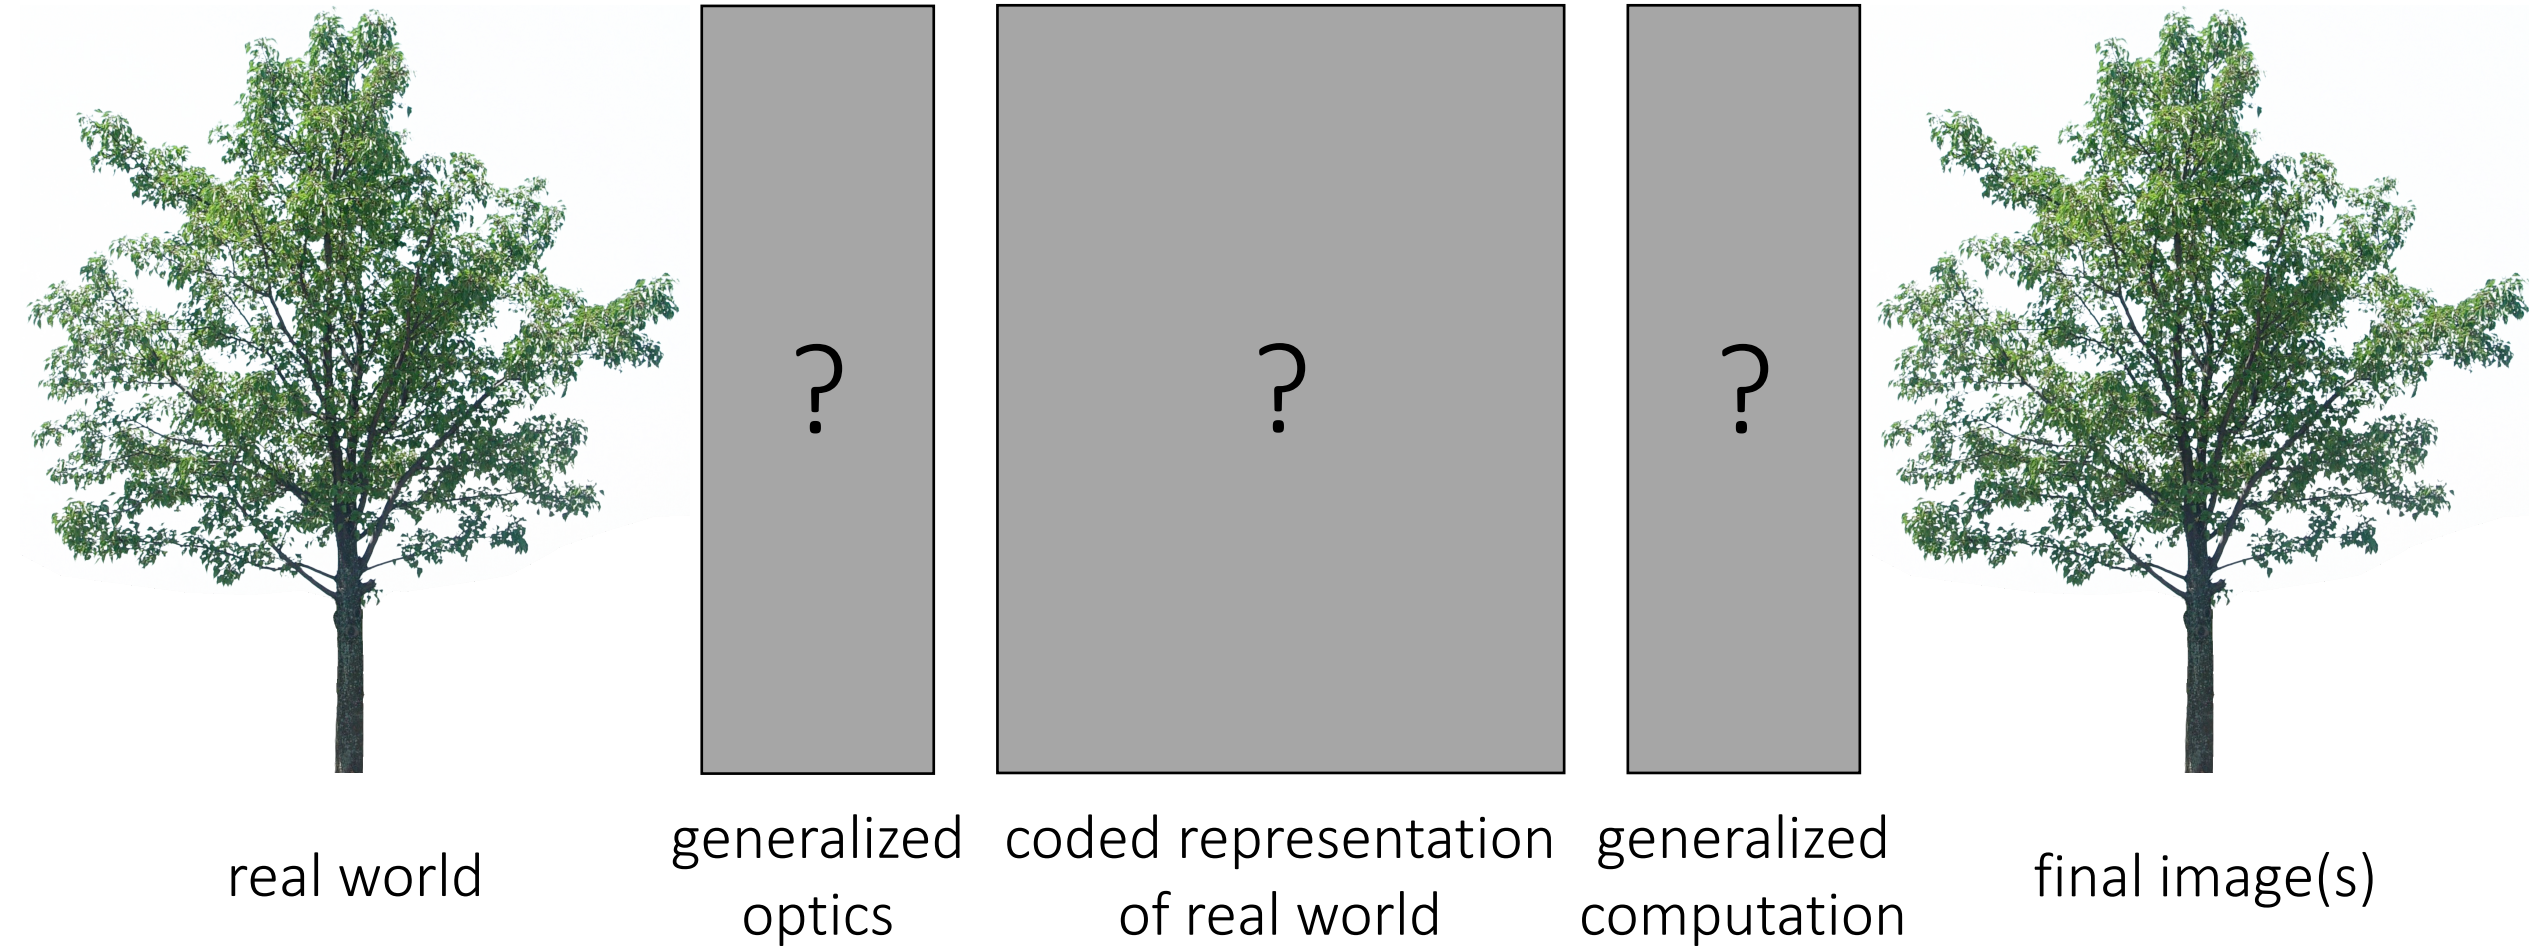 ?
?
?
real world
generalized
optics
coded representation
of real world
generalized
computation
final image(s)